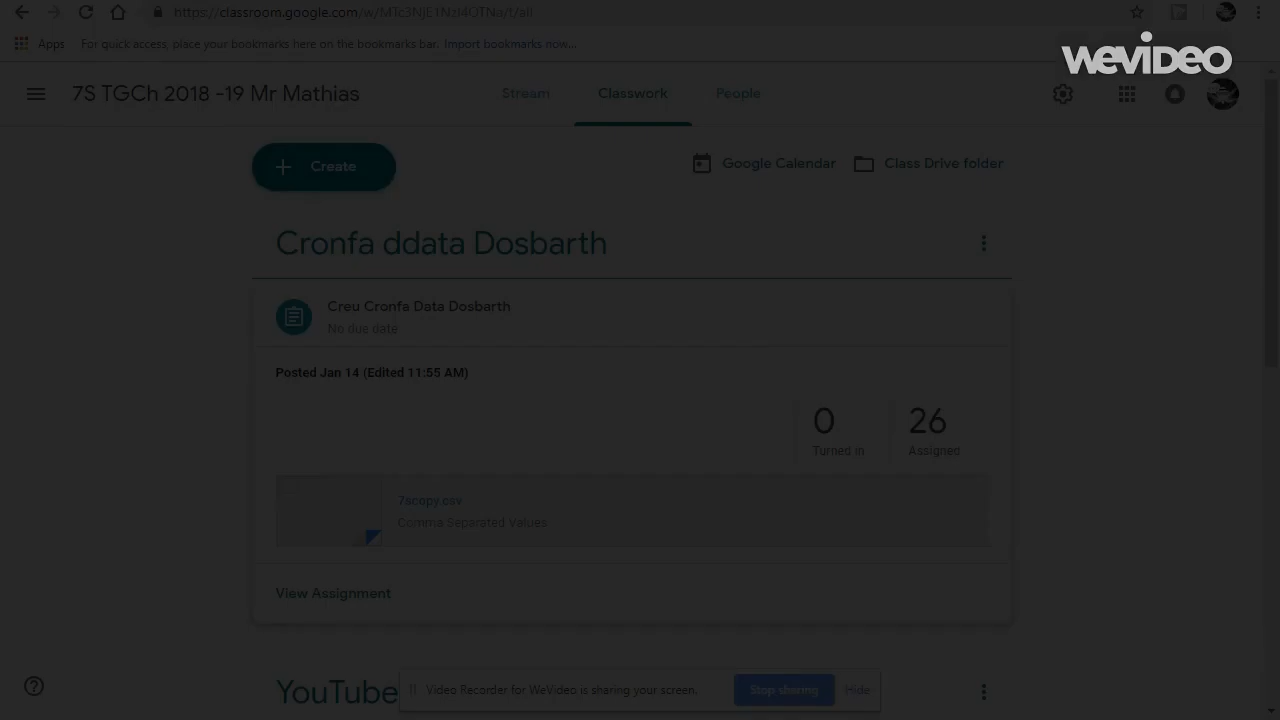 classroom.google.com/w/
Apps For quick access, place your bookmarks here on the bookmarks bar. Import bookmarks now...
WeVideo
7S TGCh 2018 -19 Mr Mathias
Stream Classwork People
Create
Google Calendar Class Drive folder
Cronfa ddata Dosbarth
Creu Cronfa Data Dosbarth
No due date
Posted Jan 14 (Edited 11:55 AM)
0 26
Turned in Assigned
7scopy.csv
Comma Separated Values
View Assignment
YouTube
Video Recorder for WeVideo is sharing your screen. Stop sharing Hide